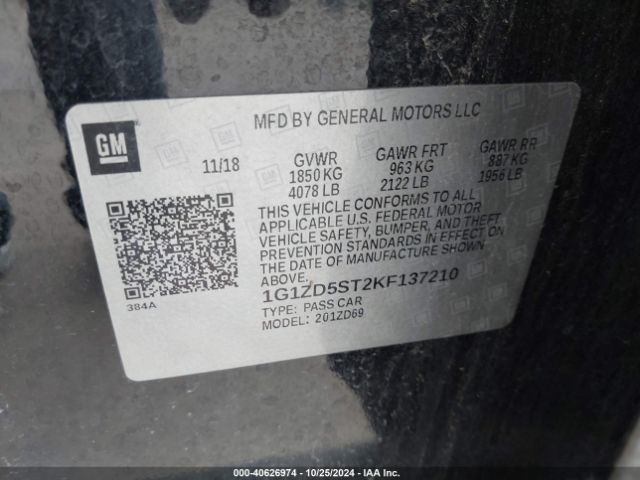 MFD BY GENERAL MOTORS LLC
GM
11/18 GVWR GAWR FRT GAWR RR
1850 KG 963 KG 887 KG
4078 LB 2122 LB 1956 LB
THIS VEHICLE CONFORMS TO ALL
APPLICABLE U.S. FEDERAL MOTOR
VEHICLE SAFETY, BUMPER, AND THEFT
PREVENTION STANDARDS IN EFFECT ON
THE DATE OF MANUFACTURE SHOWN
ABOVE.
384A
1G1ZD5ST2KF137210
TYPE: PASS CAR
MODEL: 201ZD69
Stock: 40626974 | 10/25/2024 | IAA Inc.